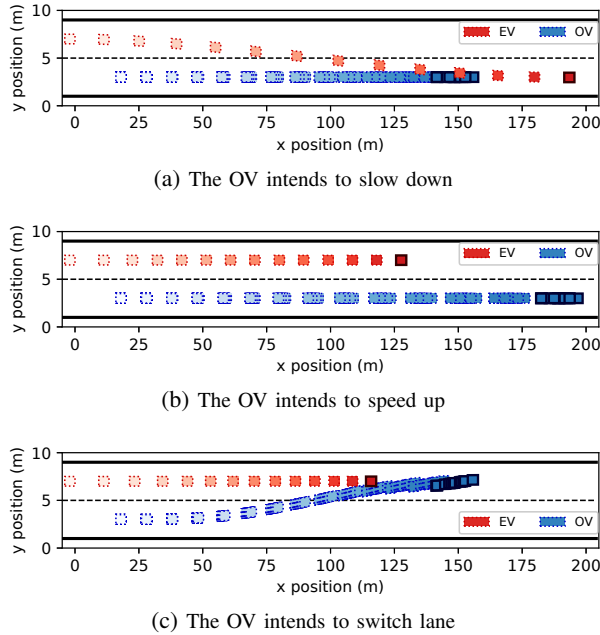 10
5
0
y position (m)
EV OV
0 25 50 75 100 125 150 175 200
x position (m)
(a) The OV intends to slow down
10
5
0
y position (m)
EV OV
0 25 50 75 100 125 150 175 200
x position (m)
(b) The OV intends to speed up
10
5
0
y position (m)
EV OV
0 25 50 75 100 125 150 175 200
x position (m)
(c) The OV intends to switch lane